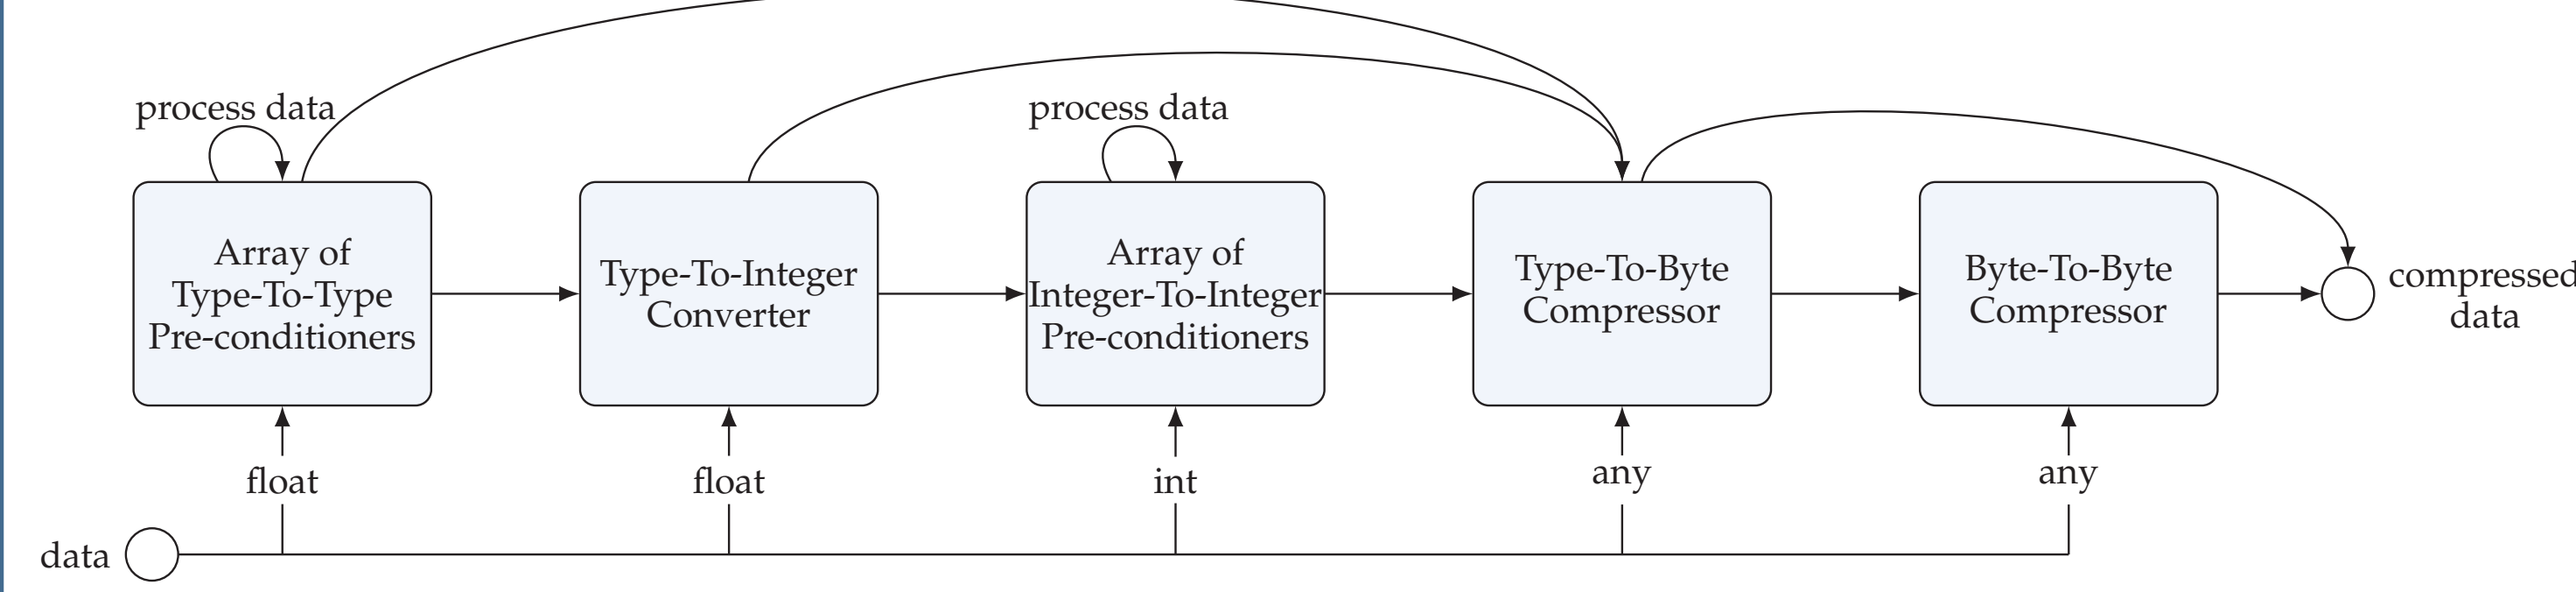 process data
process data
Array of
Type-To-Type
Pre-conditioners
Type-To-Integer
Converter
Array of
Integer-To-Integer
Pre-conditioners
Type-To-Byte
Compressor
Byte-To-Byte
Compressor
compressed
data
float
float
int
any
any
data